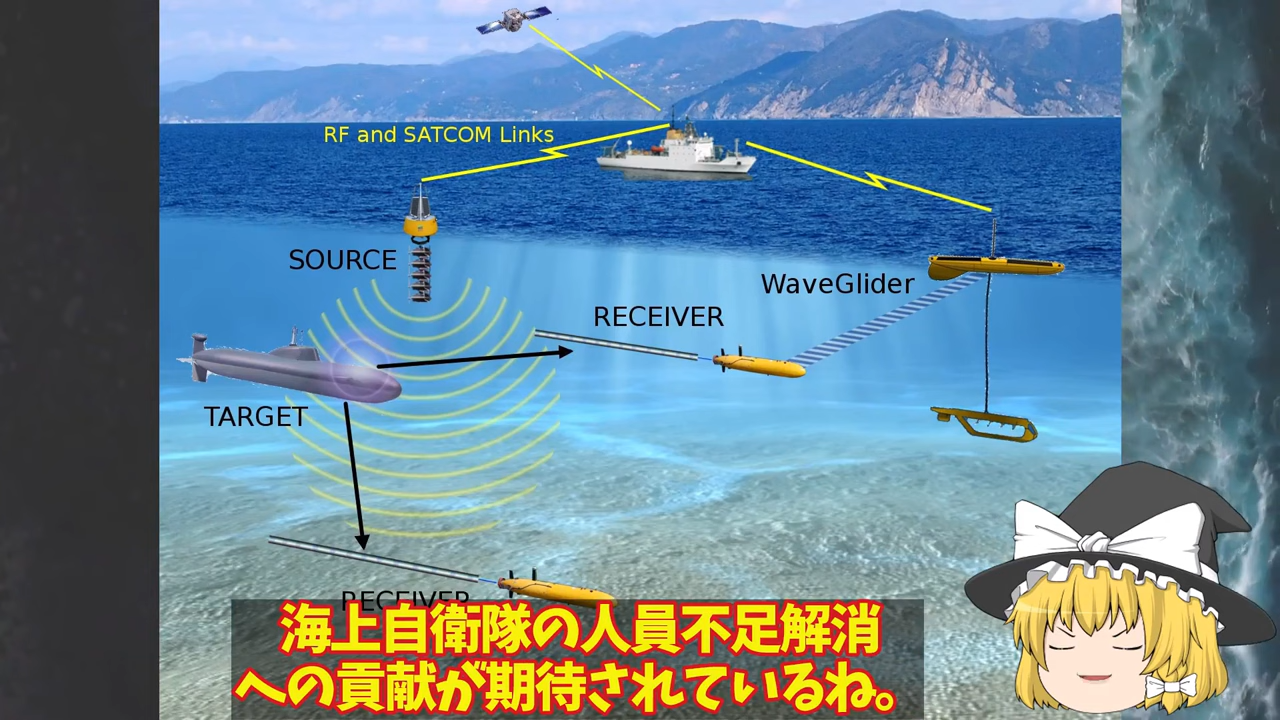 RF and SATCOM Links
SOURCE
WaveGlider
RECEIVER
TARGET
RECEIVER
海上自衛隊の人員不足解消
への貢献が期待されているね。